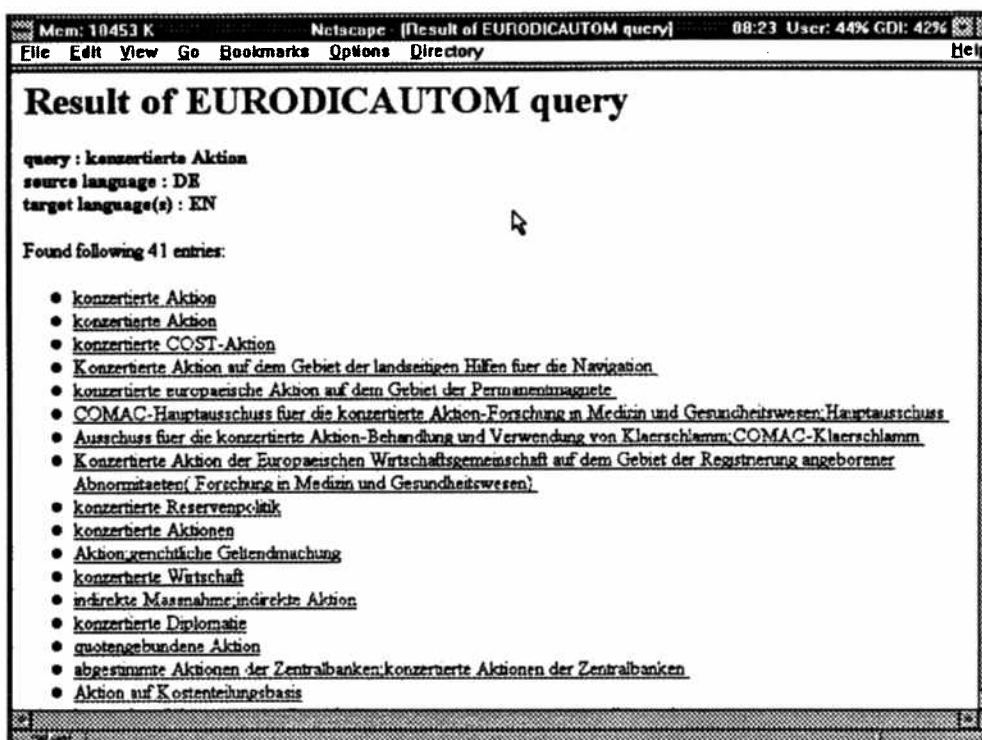 Mem: 10453 K Netscape - [Result of EURODICAUTOM query] 08:23 User: 44% GDI: 42%
File Edit View Go Bookmarks Options Directory Help
Result of EURODICAUTOM query
query : konzertierte Aktion
source language : DE
target language(s) : EN
Found following 41 entries:
konzertierte Aktion
konzertierte Aktion
konzertierte COST-Aktion
Konzertierte Aktion auf dem Gebiet der landseitigen Hilfen fuer die Navigation
konzertierte europaeische Aktion auf dem Gebiet der Permanentmagnete
COMAC-Hauptausschuss fuer die konzertierte Aktion-Forschung in Medizin und Gesundheitswesen;Hauptausschuss
Ausschuss fuer die konzertierte Aktion-Behandlung und Verwendung von Klaerschlamm;COMAC-Klaerschlamm
Konzertierte Aktion der Europaeischen Wirtschaftsgemeinschaft auf dem Gebiet der Registrierung angeborener
Abnormitaeten( Forschung in Medizin und Gesundheitswesen)
konzertierte Reservenpolitik
konzertierte Aktionen
Aktion;gerichtliche Geltendmachung
konzertierte Wirtschaft
indirekte Massnahme;indirekte Aktion
konzertierte Diplomatie
quotengebundene Aktion
abgestimmte Aktionen der Zentralbanken;konzertierte Aktionen der Zentralbanken
Aktion auf Kostenteilungsbasis